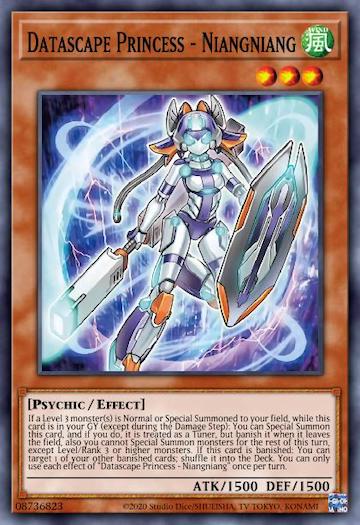 Datascape Princess - Niangniang
WIND
風
[Psychic / Effect]
If a Level 3 monster(s) is Normal or Special Summoned to your field, while this
card is in your GY (except during the Damage Step): You can Special Summon
this card, and if you do, it is treated as a Tuner, but banish it when it leaves
the field, also you cannot Special Summon monsters for the rest of this turn,
except Level/Rank 3 or higher monsters. If this card is banished: You can
target 1 of your other banished cards; shuffle it into the Deck. You can only
use each effect of "Datascape Princess - Niangniang" once per turn.
ATK/1500 DEF/1500
08736823
©2020 Studio Dice/SHUEISHA, TV TOKYO, KONAMI